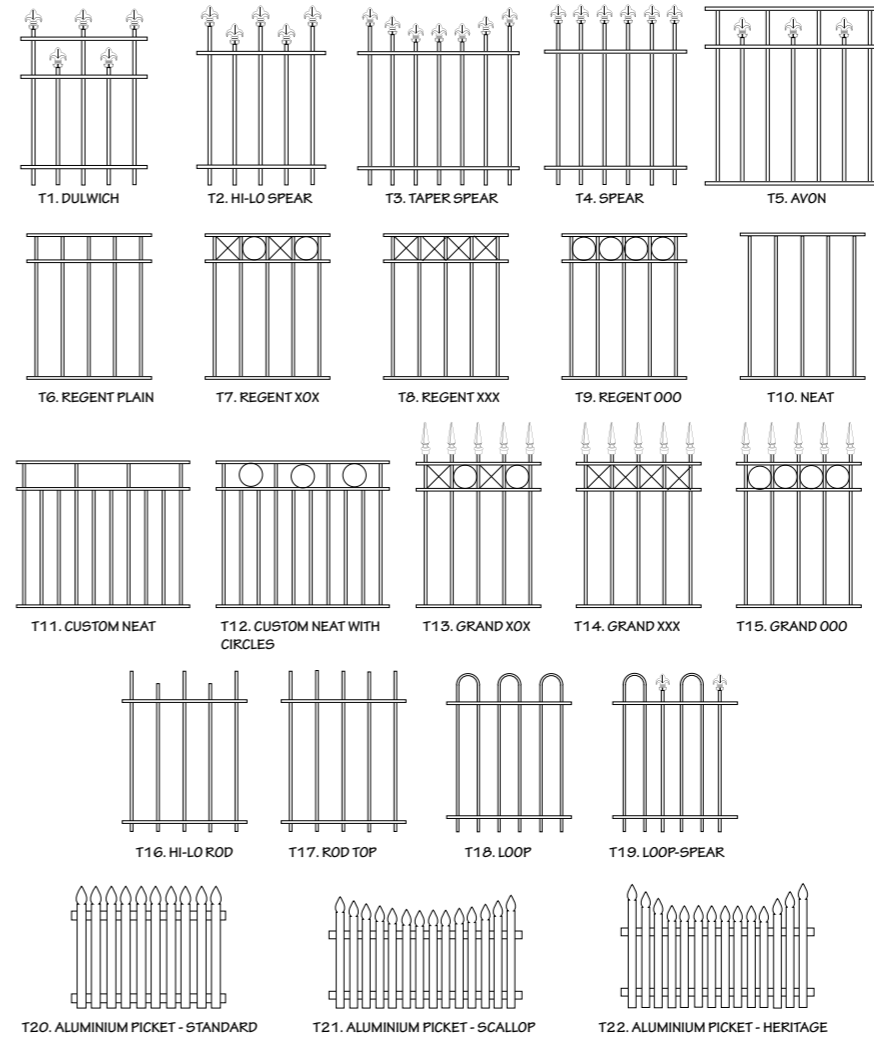 T1. DULWICH
T2. HI-LO SPEAR
T3. TAPER SPEAR
T4. SPEAR
T5. AVON
T6. REGENT PLAIN
T7. REGENT XOX
T8. REGENT XXX
T9. REGENT OOO
T10. NEAT
T11. CUSTOM NEAT
T12. CUSTOM NEAT WITH
CIRCLES
T13. GRAND XOX
T14. GRAND XXX
T15. GRAND OOO
T16. HI-LO ROD
T17. ROD TOP
T18. LOOP
T19. LOOP-SPEAR
T20. ALUMINIUM PICKET - STANDARD
T21. ALUMINIUM PICKET - SCALLOP
T22. ALUMINIUM PICKET - HERITAGE